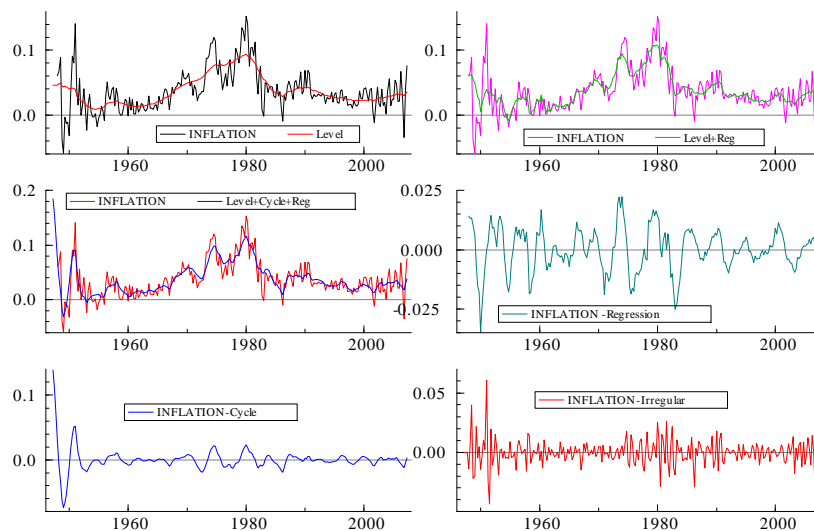 0.1
0.0
INFLATION Level
1960 1980 2000
0.1
0.0
INFLATION Level+Reg
1960 1980 2000
0.2
0.1
0.0
INFLATION Level+Cycle+Reg
1960 1980 2000
0.025
0.000
-0.025
INFLATION -Regression
1960 1980 2000
0.1
0.0
INFLATION-Cycle
1960 1980 2000
0.05
0.00
INFLATION-Irregular
1960 1980 2000